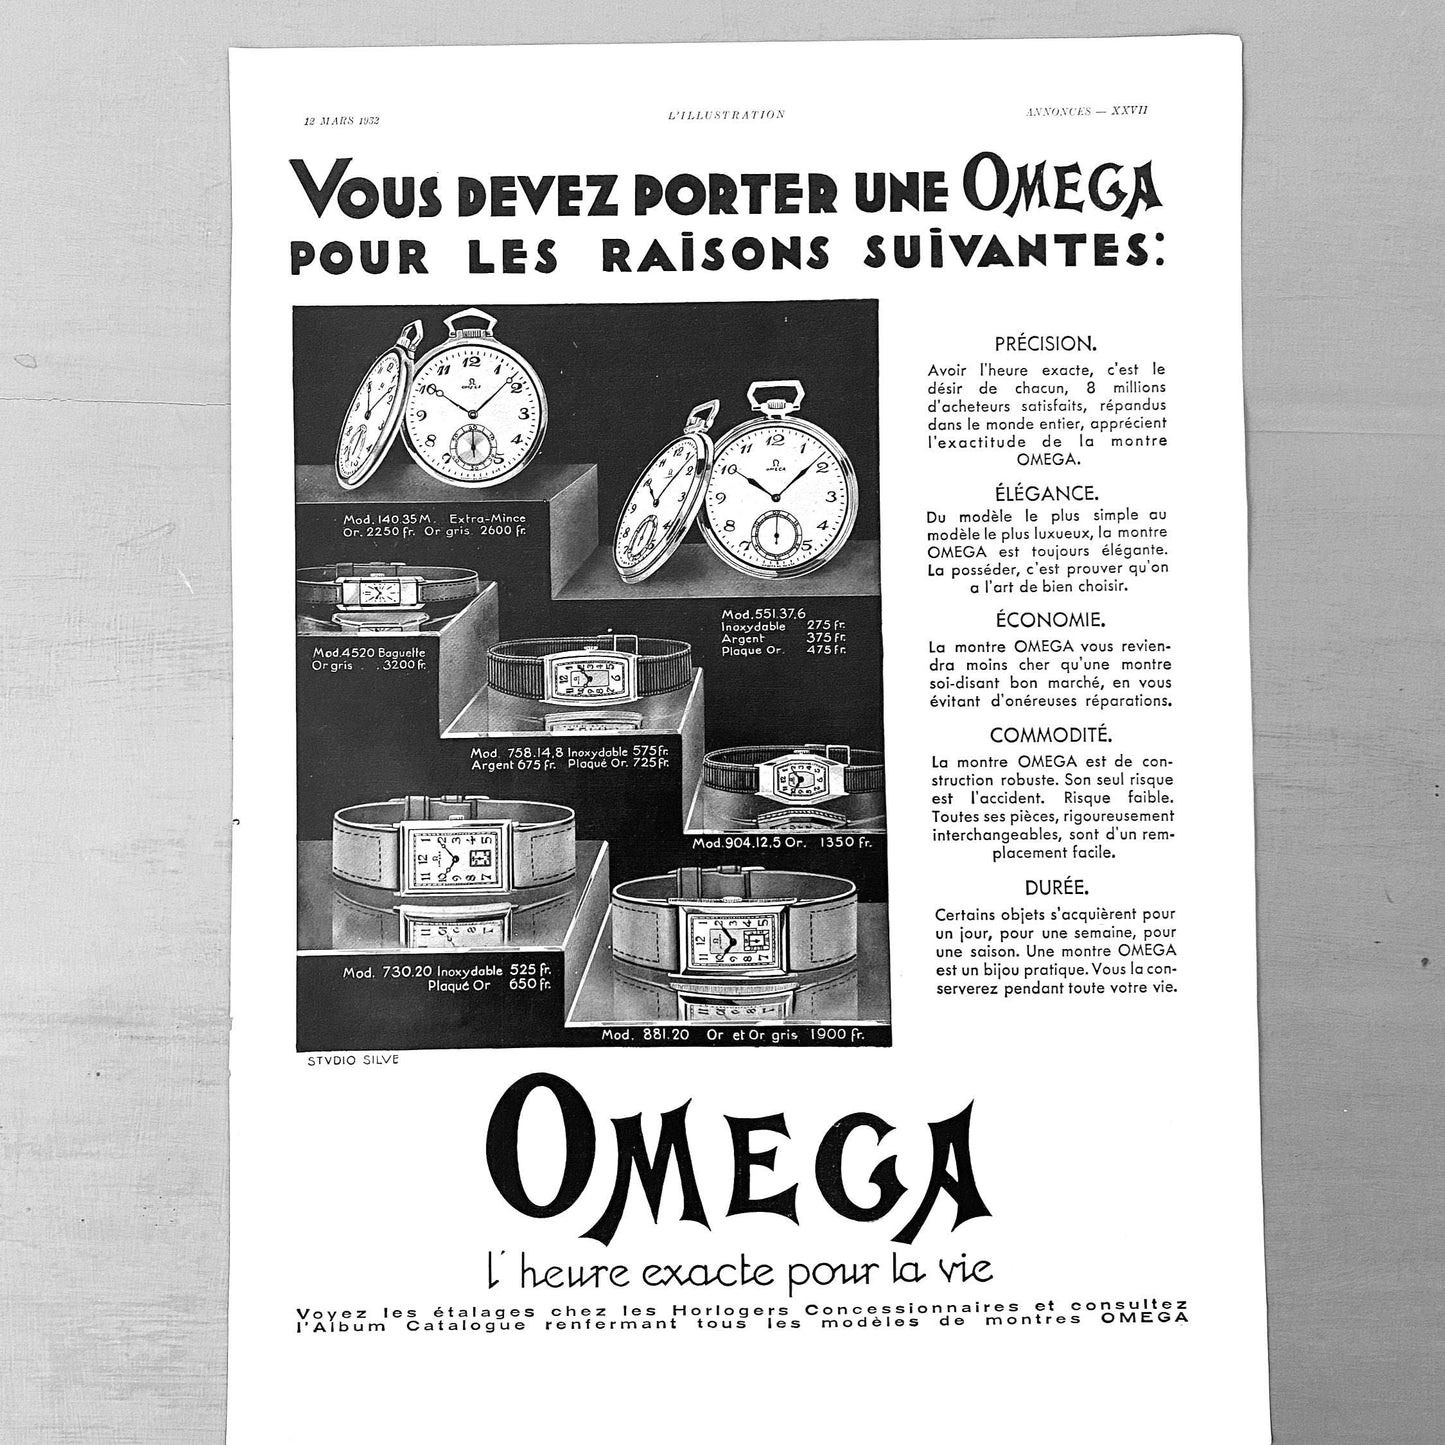 12 MARS 1932
L'ILLUSTRATION
ANNONCES — XXVII
VOUS DEVEZ PORTER UNE OMEGA
POUR LES RAISONS SUIVANTES:
Mod. 140.35M. Extra-Mince
Or. 2250 fr. Or gris 2600 fr.
Mod.551.37.6
Inoxydable 275 fr.
Argent 375 fr.
Plaque Or. 475 fr.
Mod.4520 Baguette
Or gris . . 3200 fr.
Mod. 758.14.8 Inoxydable 575 fr.
Argent 675 fr. Plaqué Or. 725 fr.
Mod.904.12.5 Or. 1350 fr.
Mod. 730.20 Inoxydable 525 fr.
Plaqué Or 650 fr.
Mod. 881.20 Or et Or gris 1900 fr.
STVDIO SILVE
PRÉCISION.
Avoir l'heure exacte, c'est le
désir de chacun, 8 millions
d'acheteurs satisfaits, répandus
dans le monde entier, apprécient
l'exactitude de la montre
OMEGA.
ÉLÉGANCE.
Du modèle le plus simple au
modèle le plus luxueux, la montre
OMEGA est toujours élégante.
La posséder, c'est prouver qu'on
a l'art de bien choisir.
ÉCONOMIE.
La montre OMEGA vous revien-
dra moins cher qu'une montre
soi-disant bon marché, en vous
évitant d'onéreuses réparations.
COMMODITÉ.
La montre OMEGA est de con-
struction robuste. Son seul risque
est l'accident. Risque faible.
Toutes ses pièces, rigoureusement
interchangeables, sont d'un rem-
placement facile.
DURÉE.
Certains objets s'acquièrent pour
un jour, pour une semaine, pour
une saison. Une montre OMEGA
est un bijou pratique. Vous la con-
serverez pendant toute votre vie.
OMEGA
l'heure exacte pour la vie
Voyez les étalages chez les Horlogers Concessionnaires et consultez
l'Album Catalogue renfermant tous les modèles de montres OMEGA